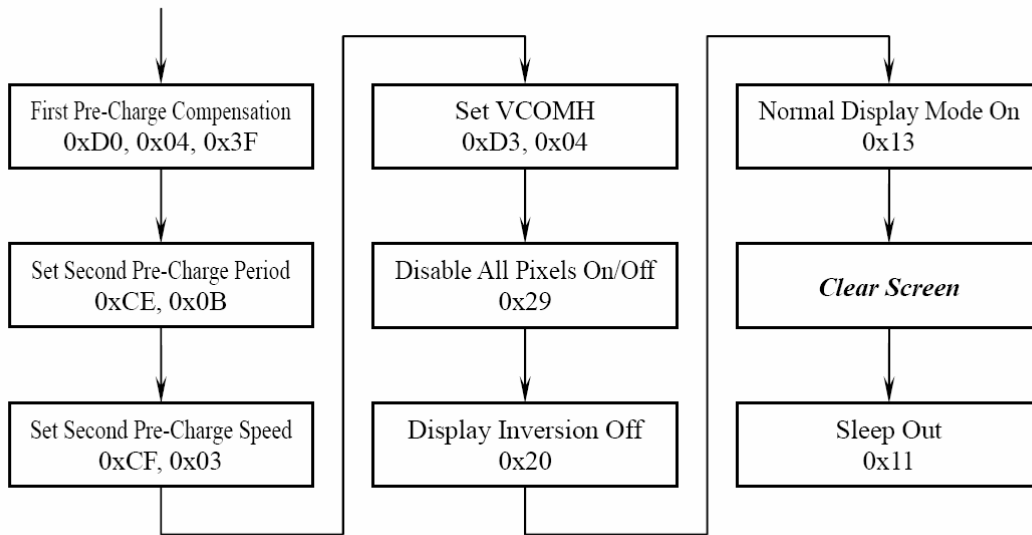 First Pre-Charge Compensation
0xD0, 0x04, 0x3F
Set Second Pre-Charge Period
0xCE, 0x0B
Set Second Pre-Charge Speed
0xCF, 0x03
Set VCOMH
0xD3, 0x04
Disable All Pixels On/Off
0x29
Display Inversion Off
0x20
Normal Display Mode On
0x13
Clear Screen
Sleep Out
0x11